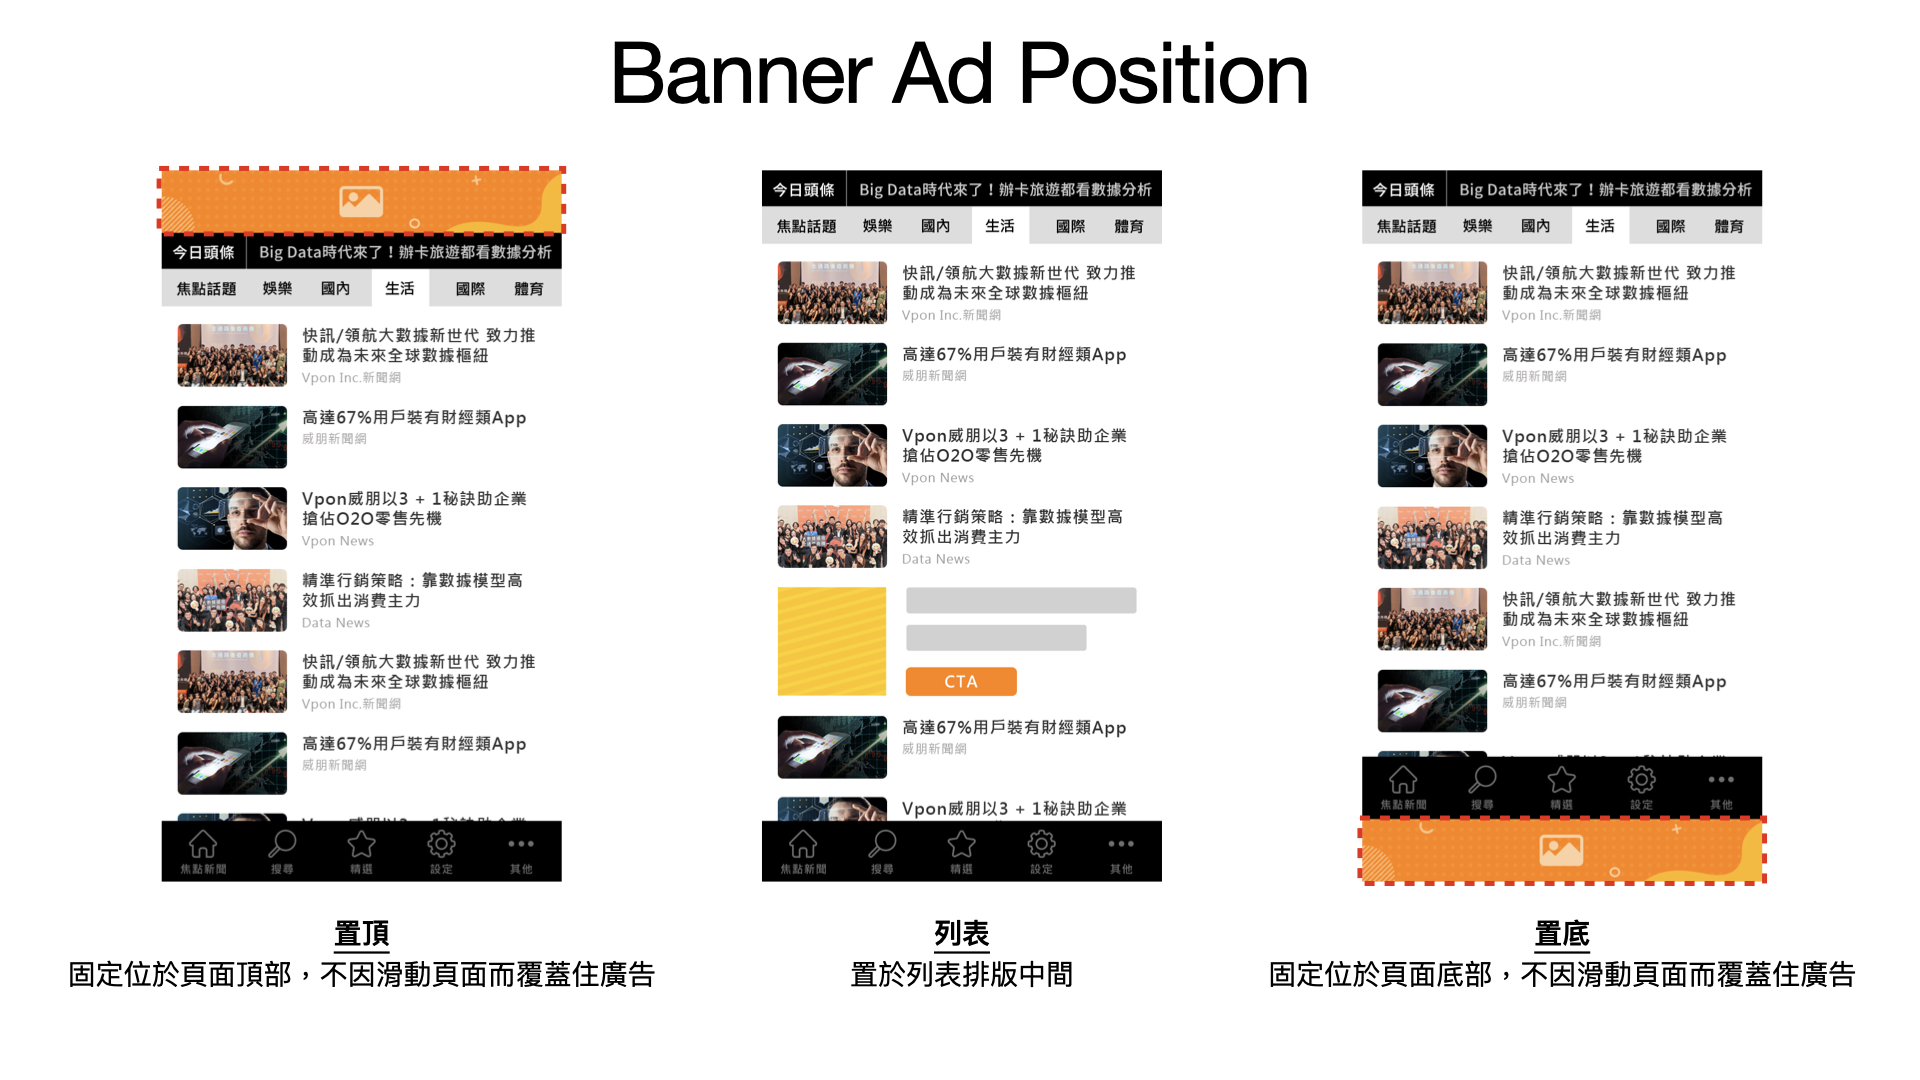 Banner Ad Position
今日頭條 Big Data時代來了！辦卡旅遊都看數據分析
焦點話題 娛樂 國內 生活 國際 體育
快訊/領航大數據新世代 致力推
動成為未來全球數據樞紐
Vpon Inc.新聞網
高達67%用戶裝有財經類App
威朋新聞網
Vpon威朋以3 + 1秘訣助企業
搶佔O2O零售先機
Vpon News
精準行銷策略：靠數據模型高
效抓出消費主力
Data News
快訊/領航大數據新世代 致力推
動成為未來全球數據樞紐
Vpon Inc.新聞網
高達67%用戶裝有財經類App
威朋新聞網
焦點新聞 搜尋 精選 設定 其他
置頂
固定位於頁面頂部，不因滑動頁面而覆蓋住廣告
今日頭條 Big Data時代來了！辦卡旅遊都看數據分析
焦點話題 娛樂 國內 生活 國際 體育
快訊/領航大數據新世代 致力推
動成為未來全球數據樞紐
Vpon Inc.新聞網
高達67%用戶裝有財經類App
威朋新聞網
Vpon威朋以3 + 1秘訣助企業
搶佔O2O零售先機
Vpon News
精準行銷策略：靠數據模型高
效抓出消費主力
Data News
CTA
高達67%用戶裝有財經類App
威朋新聞網
Vpon威朋以3 + 1秘訣助企業
焦點新聞 搜尋 精選 設定 其他
列表
置於列表排版中間
今日頭條 Big Data時代來了！辦卡旅遊都看數據分析
焦點話題 娛樂 國內 生活 國際 體育
快訊/領航大數據新世代 致力推
動成為未來全球數據樞紐
Vpon Inc.新聞網
高達67%用戶裝有財經類App
威朋新聞網
Vpon威朋以3 + 1秘訣助企業
搶佔O2O零售先機
Vpon News
精準行銷策略：靠數據模型高
效抓出消費主力
Data News
快訊/領航大數據新世代 致力推
動成為未來全球數據樞紐
Vpon Inc.新聞網
高達67%用戶裝有財經類App
威朋新聞網
焦點新聞 搜尋 精選 設定 其他
置底
固定位於頁面底部，不因滑動頁面而覆蓋住廣告